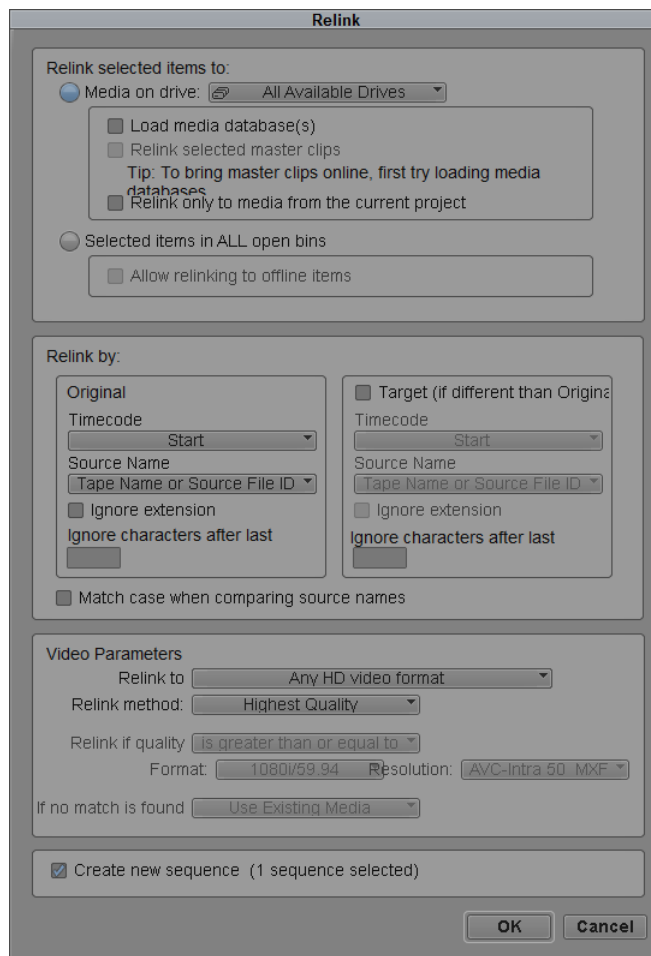 Relink
Relink selected items to:
Media on drive: All Available Drives
Load media database(s)
Relink selected master clips
Tip: To bring master clips online, first try loading media
databases
Relink only to media from the current project
Selected items in ALL open bins
Allow relinking to offline items
Relink by:
Original
Timecode
Start
Source Name
Tape Name or Source File ID
Ignore extension
Ignore characters after last
Target (if different than Origina
Timecode
Start
Source Name
Tape Name or Source File ID
Ignore extension
Ignore characters after last
Match case when comparing source names
Video Parameters
Relink to Any HD video format
Relink method: Highest Quality
Relink if quality is greater than or equal to
Format: 1080i/59.94 Resolution: AVC-Intra 50 MXF
If no match is found Use Existing Media
Create new sequence (1 sequence selected)
OK Cancel